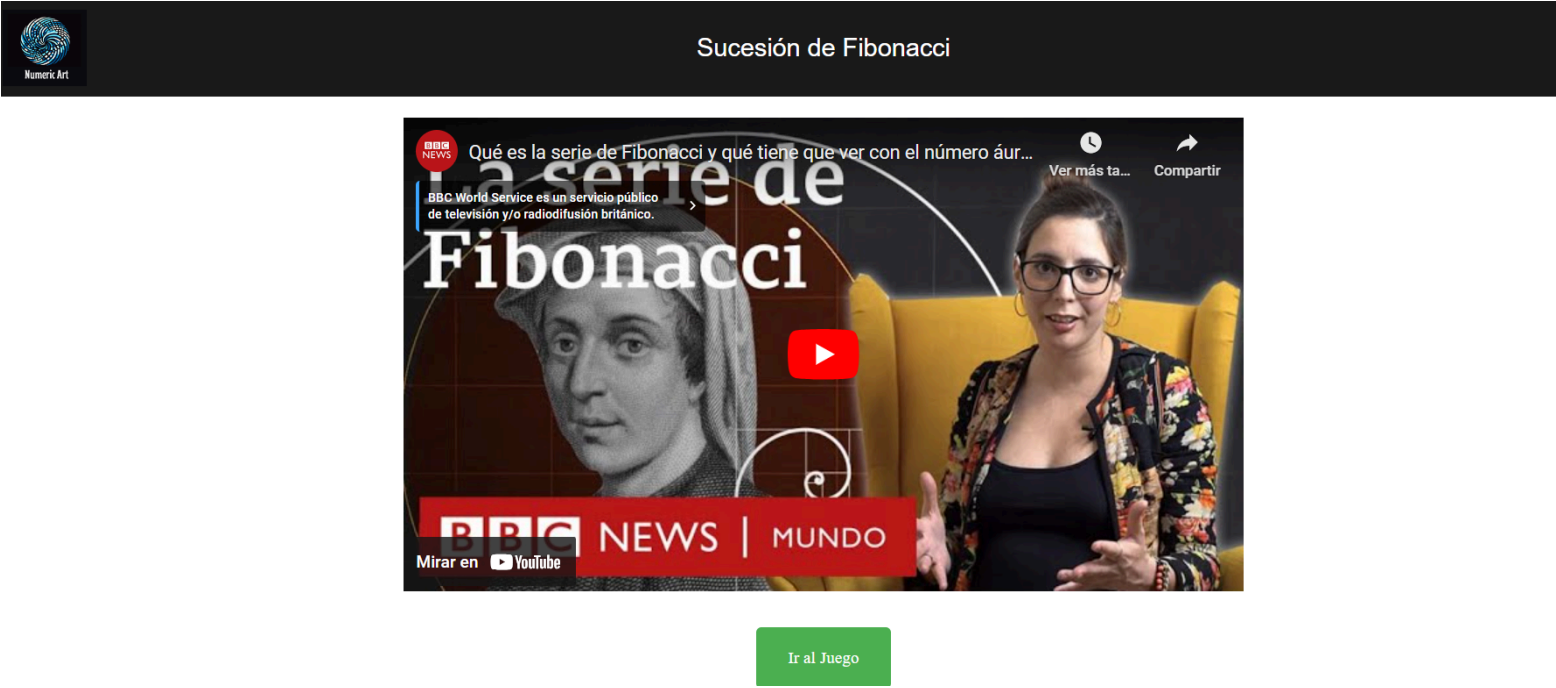 Numeric Art
Sucesión de Fibonacci
BBC
NEWS
Qué es la serie de Fibonacci y qué tiene que ver con el número áur...
Ver más ta...
Compartir
La serie de
BBC World Service es un servicio público
de televisión y/o radiodifusión británico.
Fibonacci
BBC NEWS | MUNDO
Mirar en YouTube
Ir al Juego